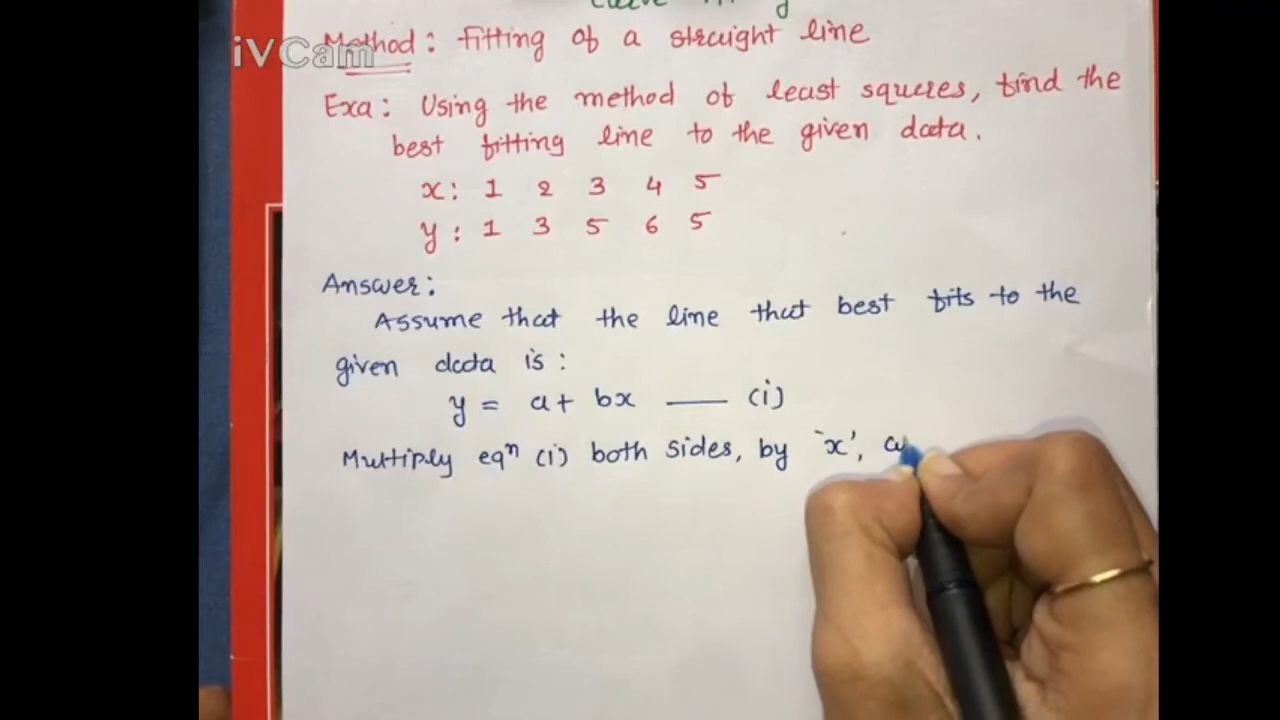 iVCam
Method: Fitting of a straight line
Exa: Using the method of least squares, find the
best fitting line to the given data.
x: 1 2 3 4 5
y: 1 3 5 6 5
Answer:
Assume that the line that best fits to the
given data is:
y = a + bx —— (i)
Multiply eqn (i) both sides, by `x',